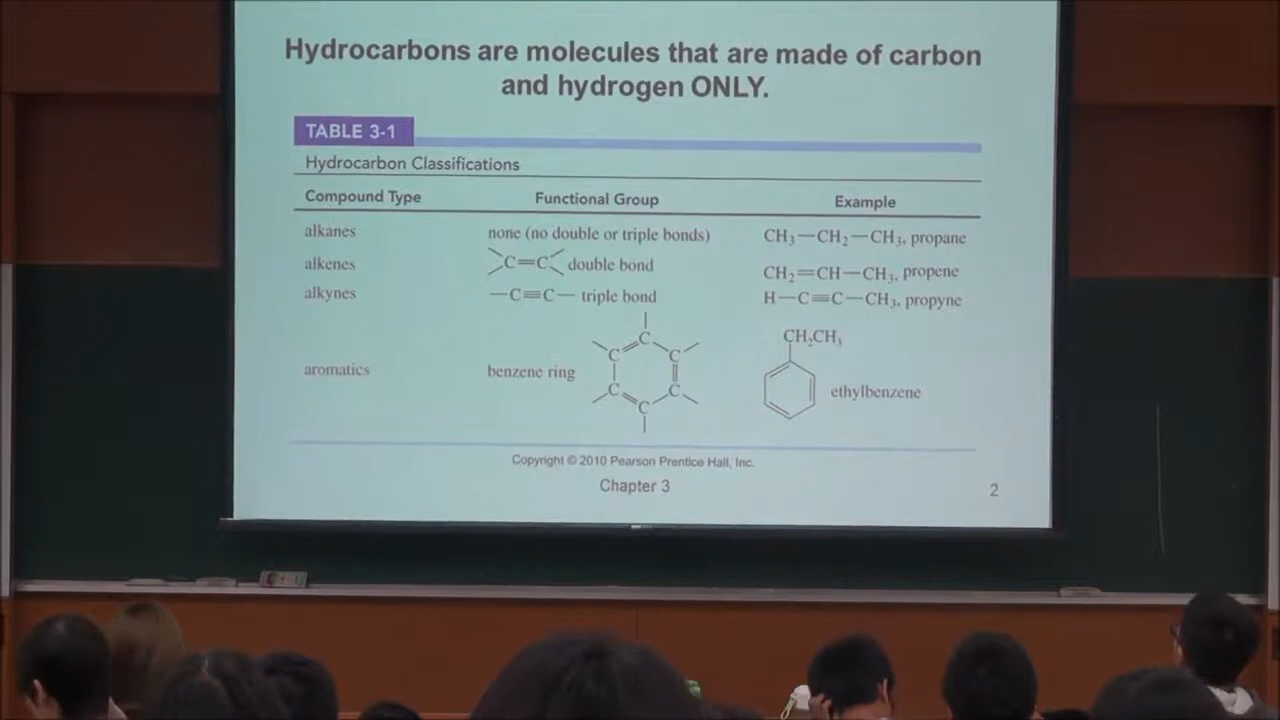 Hydrocarbons are molecules that are made of carbon
and hydrogen ONLY.
TABLE 3-1
Hydrocarbon Classifications
Compound Type Functional Group Example
alkanes none (no double or triple bonds) CH₃—CH₂—CH₃, propane
alkenes >C=C< double bond CH₂=CH—CH₃, propene
alkynes —C≡C— triple bond H—C≡C—CH₃, propyne
CH₂CH₃
C
C C
aromatics benzene ring
C C
C
ethylbenzene
Copyright © 2010 Pearson Prentice Hall, Inc.
Chapter 3
2